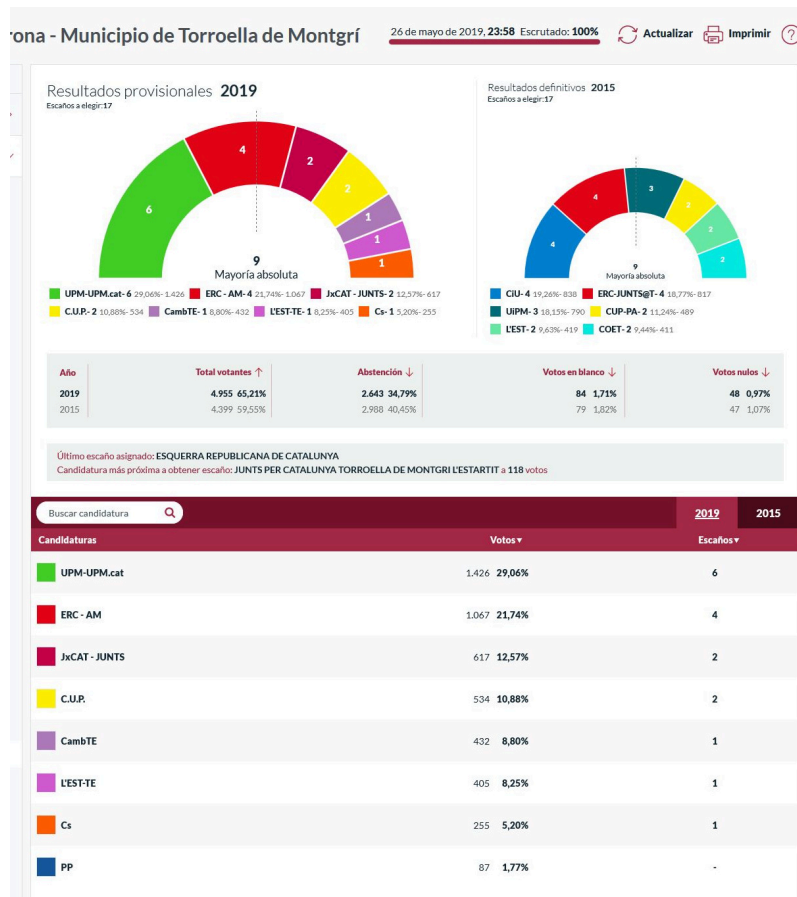 rona - Municipio de Torroella de Montgrí
26 de mayo de 2019, 23:58 Escrutado: 100%
Actualizar
Imprimir
?
Resultados provisionales 2019
Escaños a elegir:17
6
4
2
2
1
1
1
9
Mayoría absoluta
UPM-UPM.cat- 6 29,06%- 1.426 ERC - AM- 4 21,74%- 1.067 JxCAT - JUNTS- 2 12,57%- 617
C.U.P.- 2 10,88%- 534 CambTE- 1 8,80%- 432 L'EST-TE- 1 8,25%- 405 Cs- 1 5,20%- 255
Resultados definitivos 2015
Escaños a elegir:17
4
4
3
2
2
2
9
Mayoría absoluta
CiU- 4 19,26%- 838 ERC-JUNTS@T- 4 18,77%- 817
UiPM- 3 18,15%- 790 CUP-PA- 2 11,24%- 489
L'EST- 2 9,63%- 419 COET- 2 9,44%- 411
Año Total votantes ↑ Abstención ↓ Votos en blanco ↓ Votos nulos ↓
2019 4.955 65,21% 2.643 34,79% 84 1,71% 48 0,97%
2015 4.399 59,55% 2.988 40,45% 79 1,82% 47 1,07%
Último escaño asignado: ESQUERRA REPUBLICANA DE CATALUNYA
Candidatura más próxima a obtener escaño: JUNTS PER CATALUNYA TORROELLA DE MONTGRI L'ESTARTIT a 118 votos
Buscar candidatura
2019 2015
Candidaturas Votos▾ Escaños▾
UPM-UPM.cat 1.426 29,06% 6
ERC - AM 1.067 21,74% 4
JxCAT - JUNTS 617 12,57% 2
C.U.P. 534 10,88% 2
CambTE 432 8,80% 1
L'EST-TE 405 8,25% 1
Cs 255 5,20% 1
PP 87 1,77% -